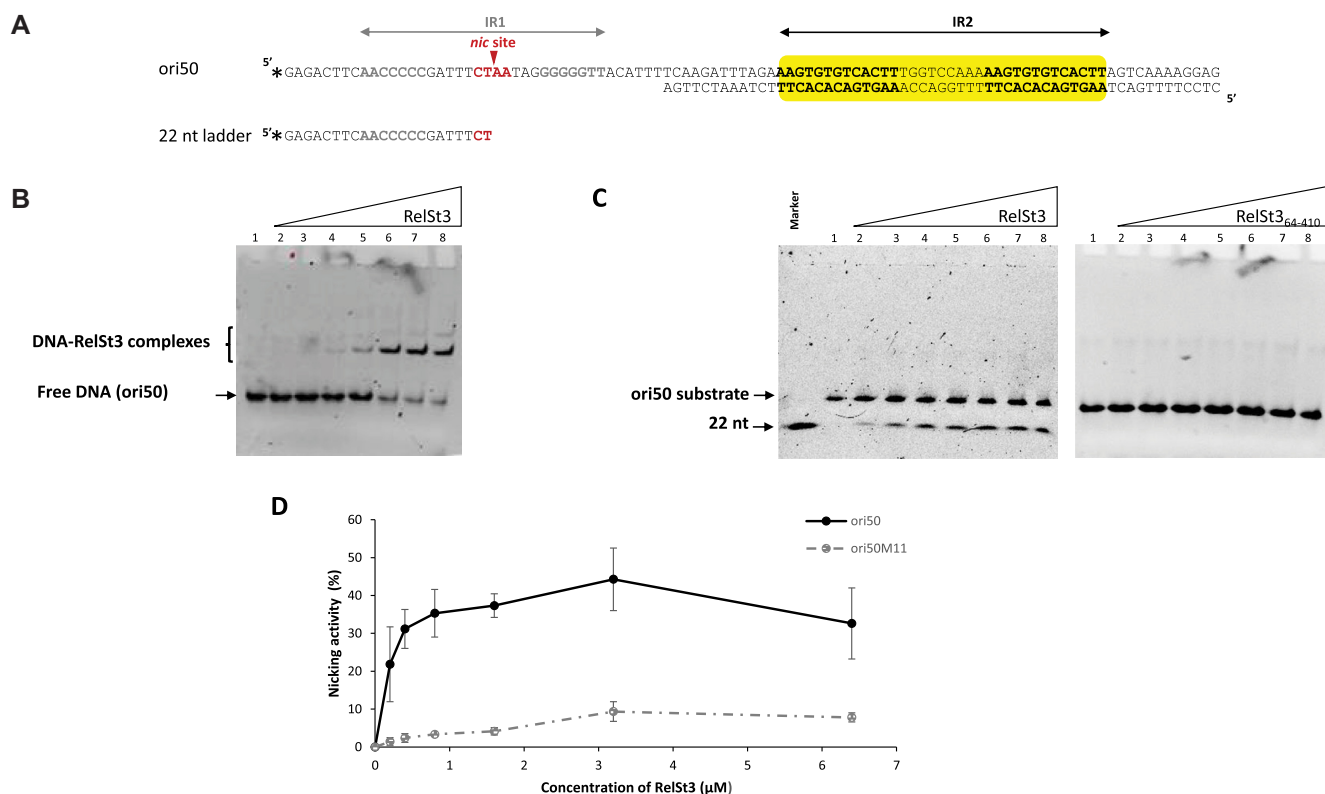 A
IR1
IR2
nic site
ori50
5’
*GAGACTTCAACCCCCGATTTCTAATAGGGGGGTTACATTTTCAAGATTTAGAAAGTGTGTCACTTTGGTCCAAAAAAGTGTGTCACTTAGTCAAAAGGAG
AGTTCTAAATCTTTCACACAGTGAAACCAGGTTTTTTCACACAGTGAATCAGTTTTCCTC
5’
22 nt ladder
5’
*GAGACTTCAACCCCCGATTTCT
B
RelSt3
1 2 3 4 5 6 7 8
DNA-RelSt3 complexes
Free DNA (ori50)
C
Marker
RelSt3
1 2 3 4 5 6 7 8
RelSt3 64-410
1 2 3 4 5 6 7 8
ori50 substrate
22 nt
D
ori50
ori50M11
Nicking activity (%)
60
50
40
30
20
10
0
0 1 2 3 4 5 6 7
Concentration of RelSt3 (µM)